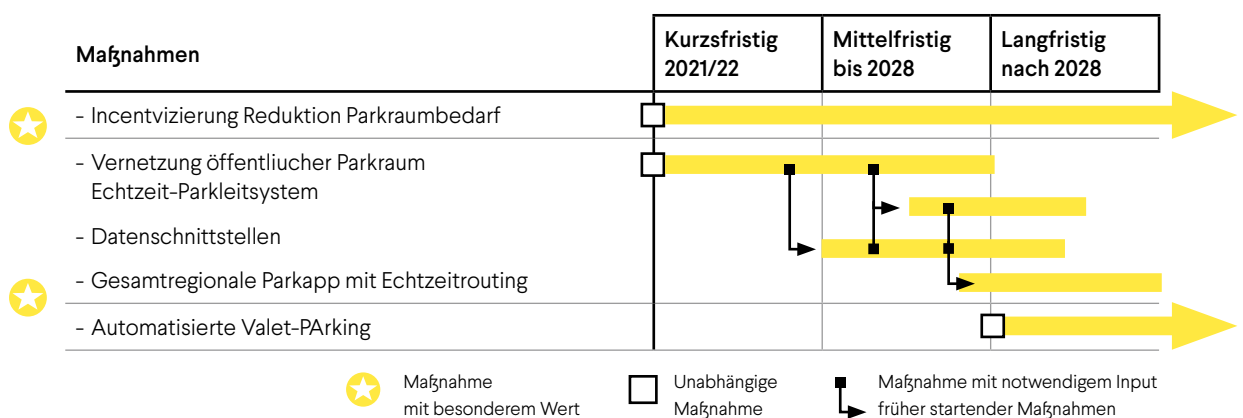 Maßnahmen
Kurzsfristig
2021/22
Mittelfristig
bis 2028
Langfristig
nach 2028
- Incentvizierung Reduktion Parkraumbedarf
- Vernetzung öffentliucher Parkraum
Echtzeit-Parkleitsystem
- Datenschnittstellen
- Gesamtregionale Parkapp mit Echtzeitrouting
- Automatisierte Valet-PArking
Maßnahme
mit besonderem Wert
Unabhängige
Maßnahme
Maßnahme mit notwendigem Input
früher startender Maßnahmen